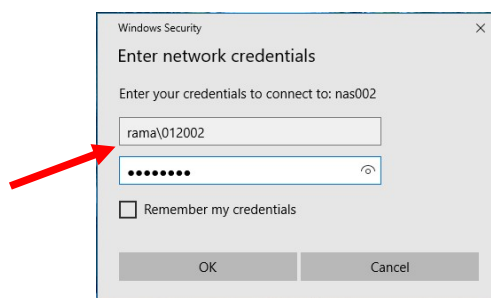 Windows Security
Enter network credentials
Enter your credentials to connect to: nas002
rama\012002
●●●●●●●●
Remember my credentials
OK
Cancel